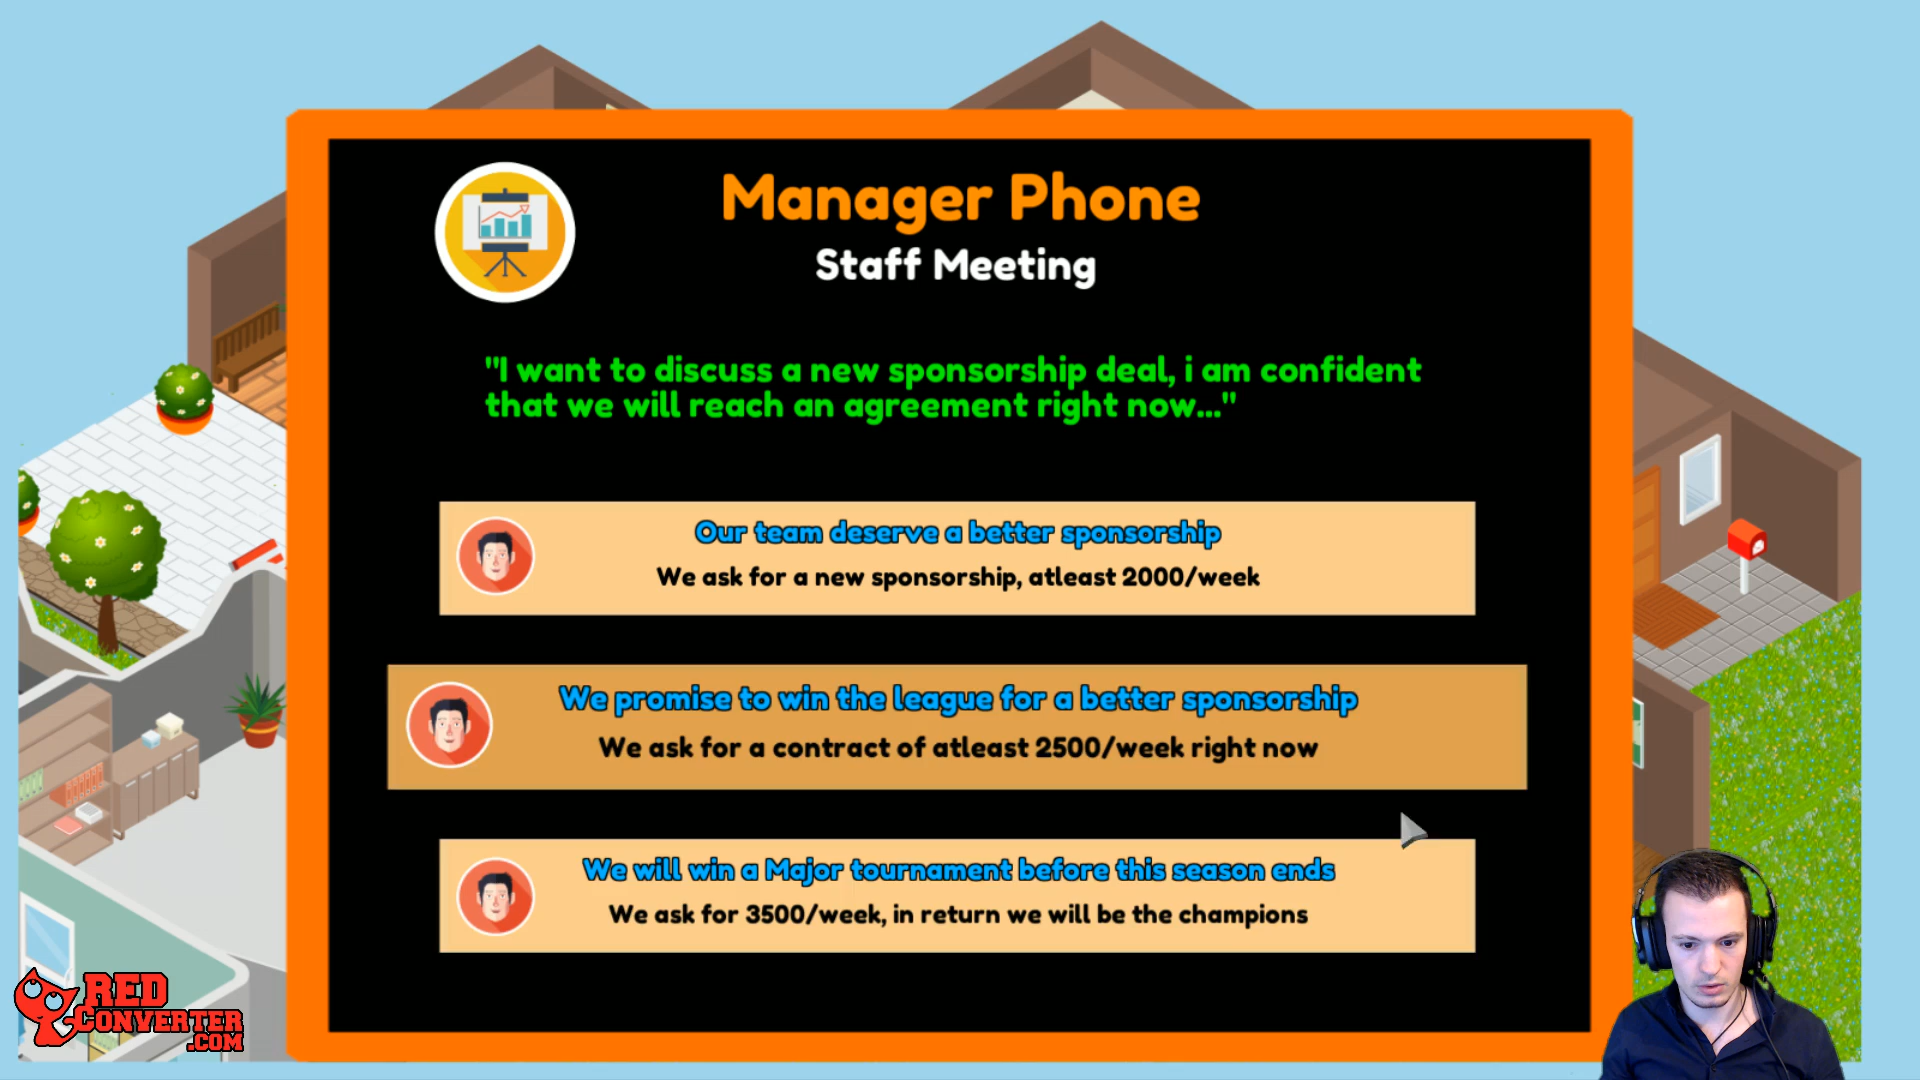 Manager Phone
Staff Meeting
"I want to discuss a new sponsorship deal, i am confident
that we will reach an agreement right now..."
Our team deserve a better sponsorship
We ask for a new sponsorship, atleast 2000/week
We promise to win the league for a better sponsorship
We ask for a contract of atleast 2500/week right now
We will win a Major tournament before this season ends
We ask for 3500/week, in return we will be the champions
RED
CONVERTER
.COM